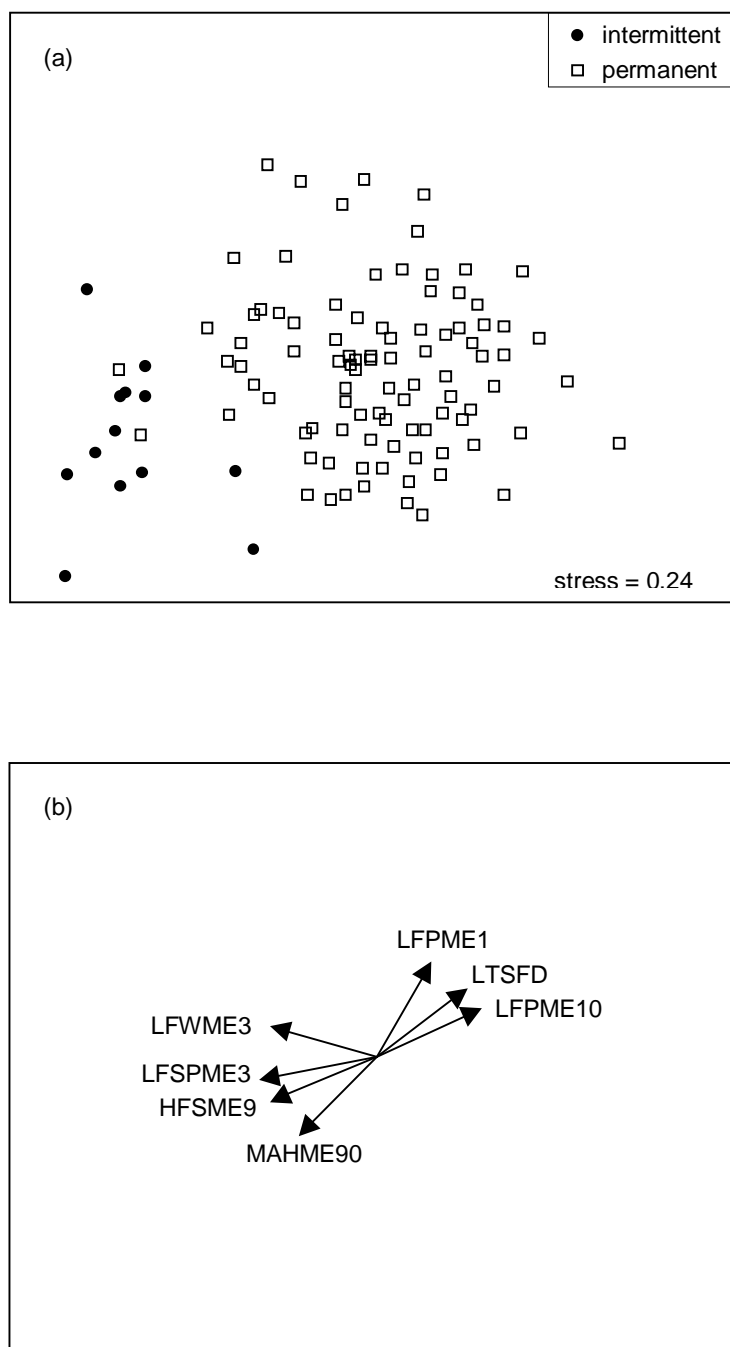 (a)
intermittent
permanent
stress = 0.24
(b)
LFPME1
LTSFD
LFPME10
LFWME3
LFSPME3
HFSME9
MAHME90